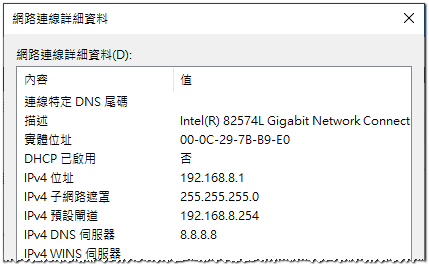 網路連線詳細資料
網路連線詳細資料(D):
內容 值
連線特定 DNS 尾碼
描述 Intel(R) 82574L Gigabit Network Connect
實體位址 00-0C-29-7B-B9-E0
DHCP 已啟用 否
IPv4 位址 192.168.8.1
IPv4 子網路遮罩 255.255.255.0
IPv4 預設閘道 192.168.8.254
IPv4 DNS 伺服器 8.8.8.8
IPv4 WINS 伺服器